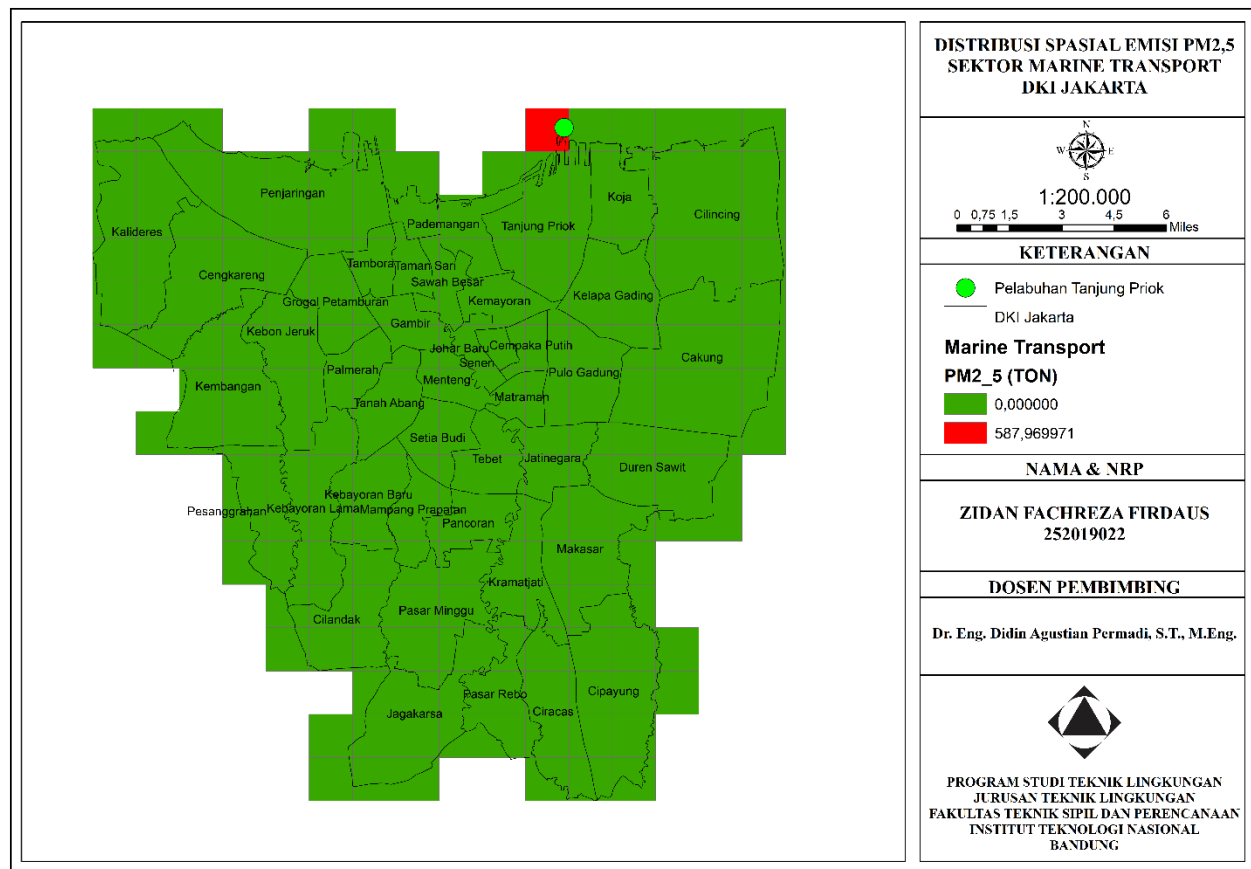 DISTRIBUSI SPASIAL EMISI PM2,5
SEKTOR MARINE TRANSPORT
DKI JAKARTA
N
W E
S
1:200.000
0 0,75 1,5 3 4,5 6
Miles
KETERANGAN
Pelabuhan Tanjung Priok
DKI Jakarta
Marine Transport
PM2_5 (TON)
0,000000
587,969971
NAMA & NRP
ZIDAN FACHREZA FIRDAUS
252019022
DOSEN PEMBIMBING
Dr. Eng. Didin Agustian Permadi, S.T., M.Eng.
PROGRAM STUDI TEKNIK LINGKUNGAN
JURUSAN TEKNIK LINGKUNGAN
FAKULTAS TEKNIK SIPIL DAN PERENCANAAN
INSTITUT TEKNOLOGI NASIONAL
BANDUNG
Penjaringan
Koja
Cilincing
Kalideres
Pademangan
Tanjung Priok
Cengkareng
Tambora
Taman Sari
Sawah Besar
Grogol Petamburan
Kemayoran
Kelapa Gading
Kebon Jeruk
Gambir
Johar Baru
Cempaka Putih
Cakung
Senen
Kembangan
Palmerah
Menteng
Pulo Gadung
Tanah Abang
Matraman
Setia Budi
Tebet
Jatinegara
Duren Sawit
Kebayoran Baru
Pesanggrahan
Kebayoran Lama
Mampang Prapatan
Pancoran
Makasar
Kramatjati
Cilandak
Pasar Minggu
Jagakarsa
Pasar Rebo
Ciracas
Cipayung